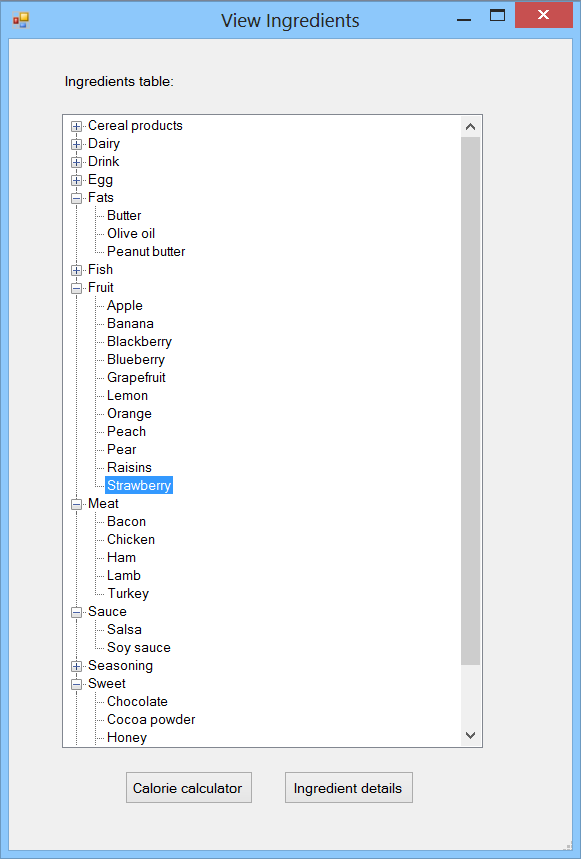 View Ingredients
Ingredients table:
Cereal products
Dairy
Drink
Egg
Fats
Butter
Olive oil
Peanut butter
Fish
Fruit
Apple
Banana
Blackberry
Blueberry
Grapefruit
Lemon
Orange
Peach
Pear
Raisins
Strawberry
Meat
Bacon
Chicken
Ham
Lamb
Turkey
Sauce
Salsa
Soy sauce
Seasoning
Sweet
Chocolate
Cocoa powder
Honey
Calorie calculator Ingredient details